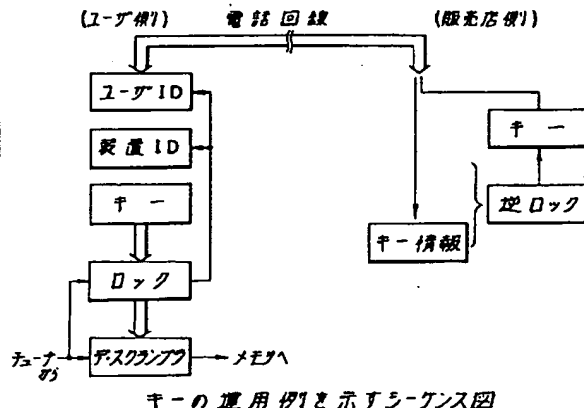 (ユーザ側) 電話回線 (販売店側)
ユーザID
装置ID
キー
ロック
チューナから
ディスクランブラ
メモリへ
キー
逆ロック
キー情報
キーの運用例を示すシーケンス図